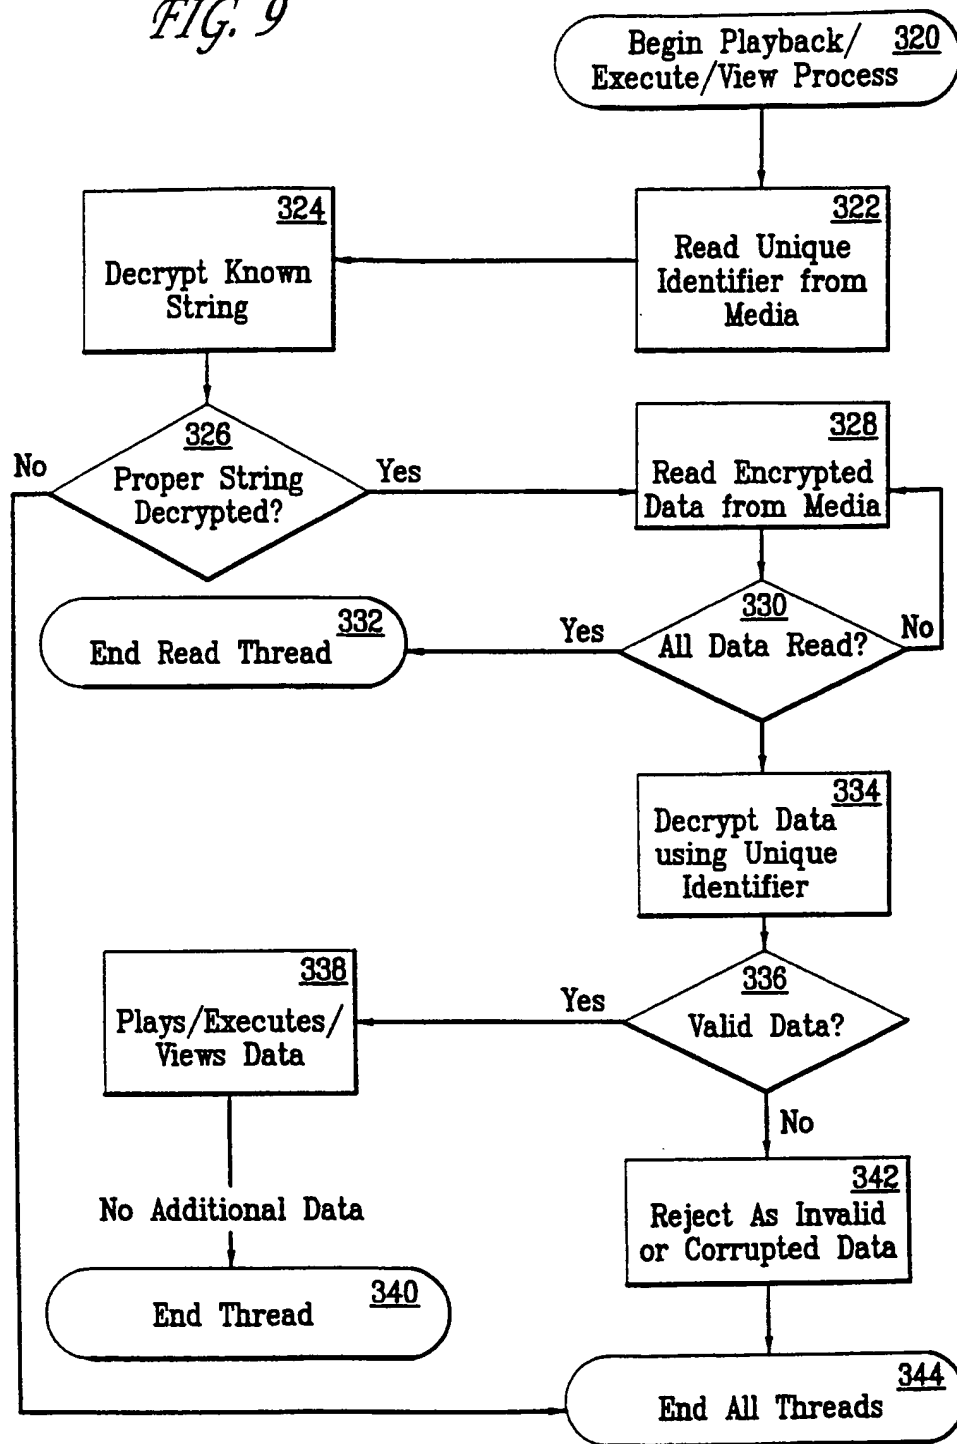 FIG. 9
Begin Playback/ 320
Execute/View Process
322
Read Unique
Identifier from
Media
324
Decrypt Known
String
326
Proper String
Decrypted?
No
Yes
328
Read Encrypted
Data from Media
330
All Data Read?
Yes
No
332
End Read Thread
334
Decrypt Data
using Unique
Identifier
336
Valid Data?
Yes
No
338
Plays/Executes/
Views Data
No Additional Data
340
End Thread
342
Reject As Invalid
or Corrupted Data
344
End All Threads